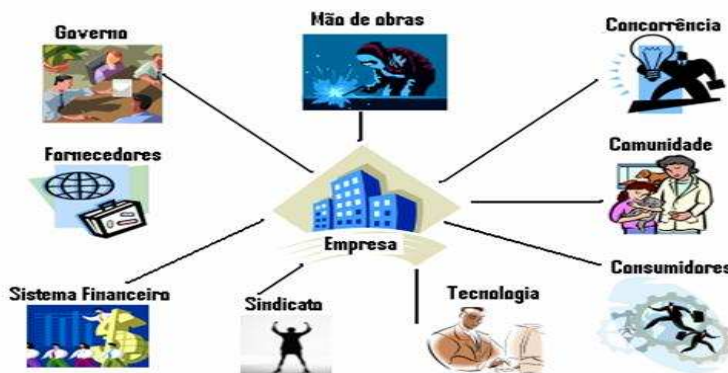 Governo
Mão de obras
Concorrência
Fornecedores
Comunidade
Empresa
Consumidores
Sistema Financeiro
Sindicato
Tecnologia